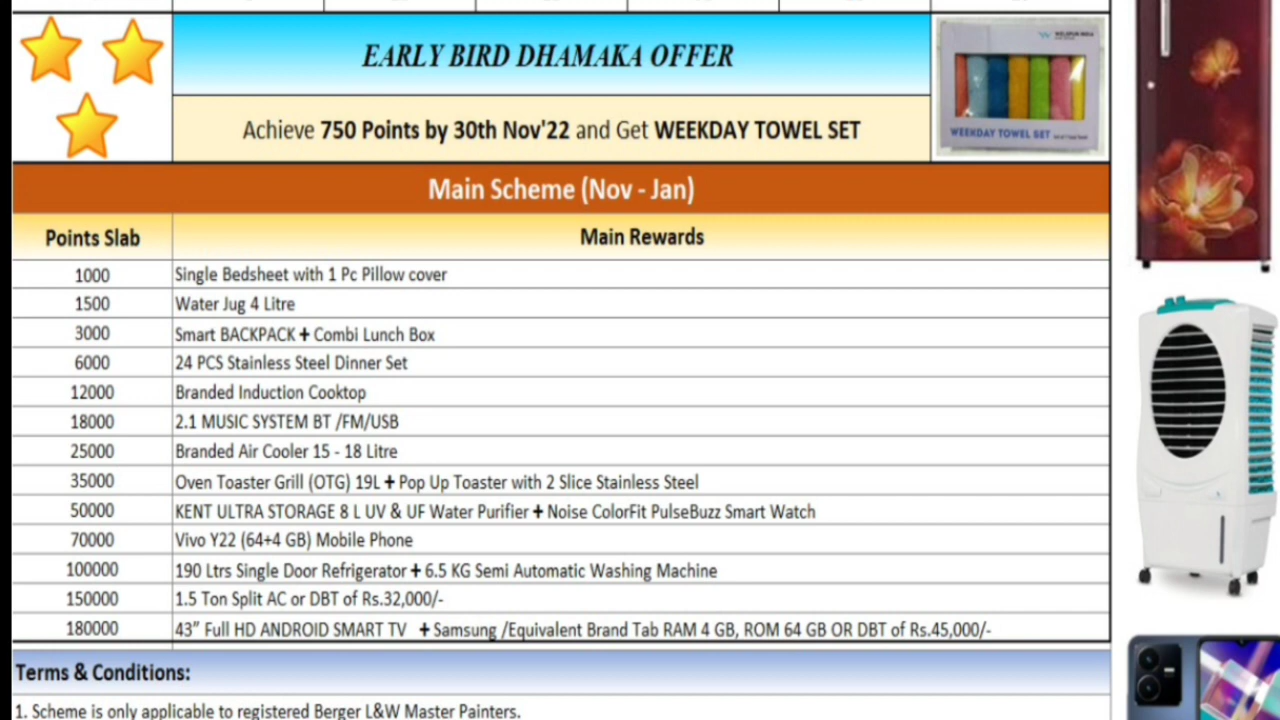 EARLY BIRD DHAMAKA OFFER
Achieve 750 Points by 30th Nov'22 and Get WEEKDAY TOWEL SET
WEEKDAY TOWEL SET
Main Scheme (Nov - Jan)
Points Slab Main Rewards
1000 Single Bedsheet with 1 Pc Pillow cover
1500 Water Jug 4 Litre
3000 Smart BACKPACK + Combi Lunch Box
6000 24 PCS Stainless Steel Dinner Set
12000 Branded Induction Cooktop
18000 2.1 MUSIC SYSTEM BT /FM/USB
25000 Branded Air Cooler 15 - 18 Litre
35000 Oven Toaster Grill (OTG) 19L + Pop Up Toaster with 2 Slice Stainless Steel
50000 KENT ULTRA STORAGE 8 L UV & UF Water Purifier + Noise ColorFit PulseBuzz Smart Watch
70000 Vivo Y22 (64+4 GB) Mobile Phone
100000 190 Ltrs Single Door Refrigerator + 6.5 KG Semi Automatic Washing Machine
150000 1.5 Ton Split AC or DBT of Rs.32,000/-
180000 43” Full HD ANDROID SMART TV + Samsung /Equivalent Brand Tab RAM 4 GB, ROM 64 GB OR DBT of Rs.45,000/-
Terms & Conditions:
1. Scheme is only applicable to registered Berger L&W Master Painters.